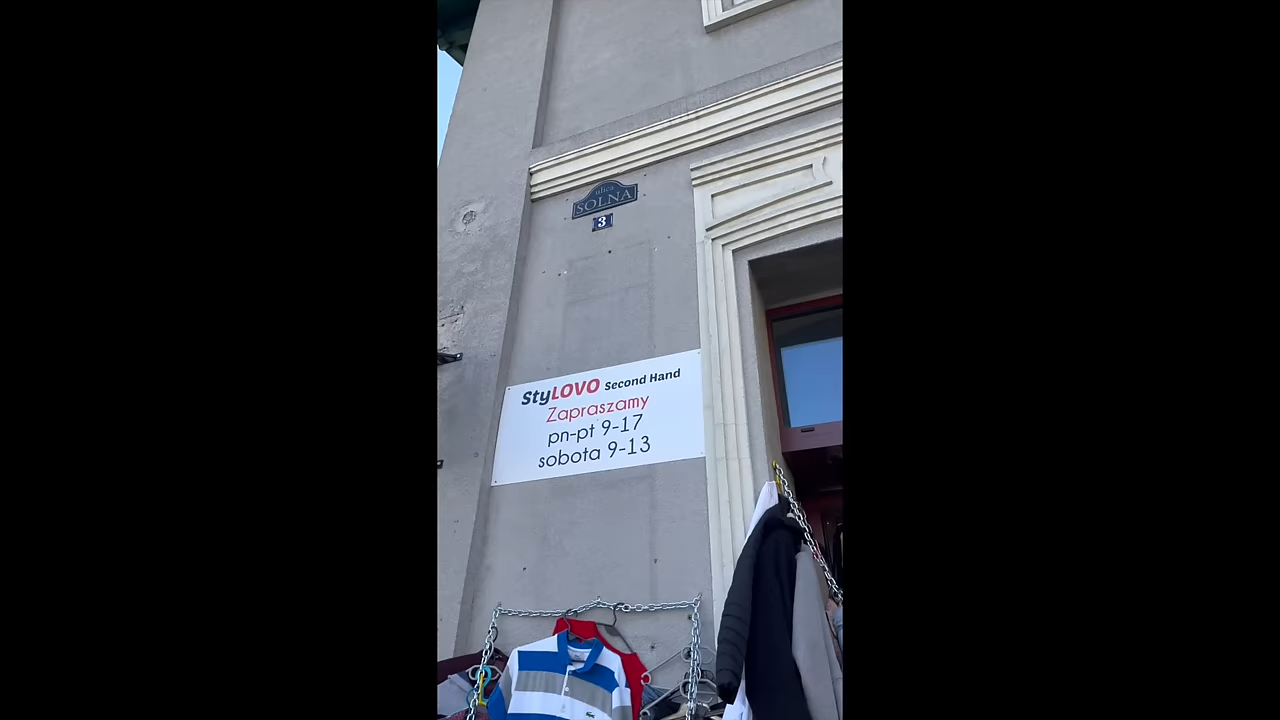 ulica
SOLNA
3
StyLOVO Second Hand
Zapraszamy
pn-pt 9-17
sobota 9-13